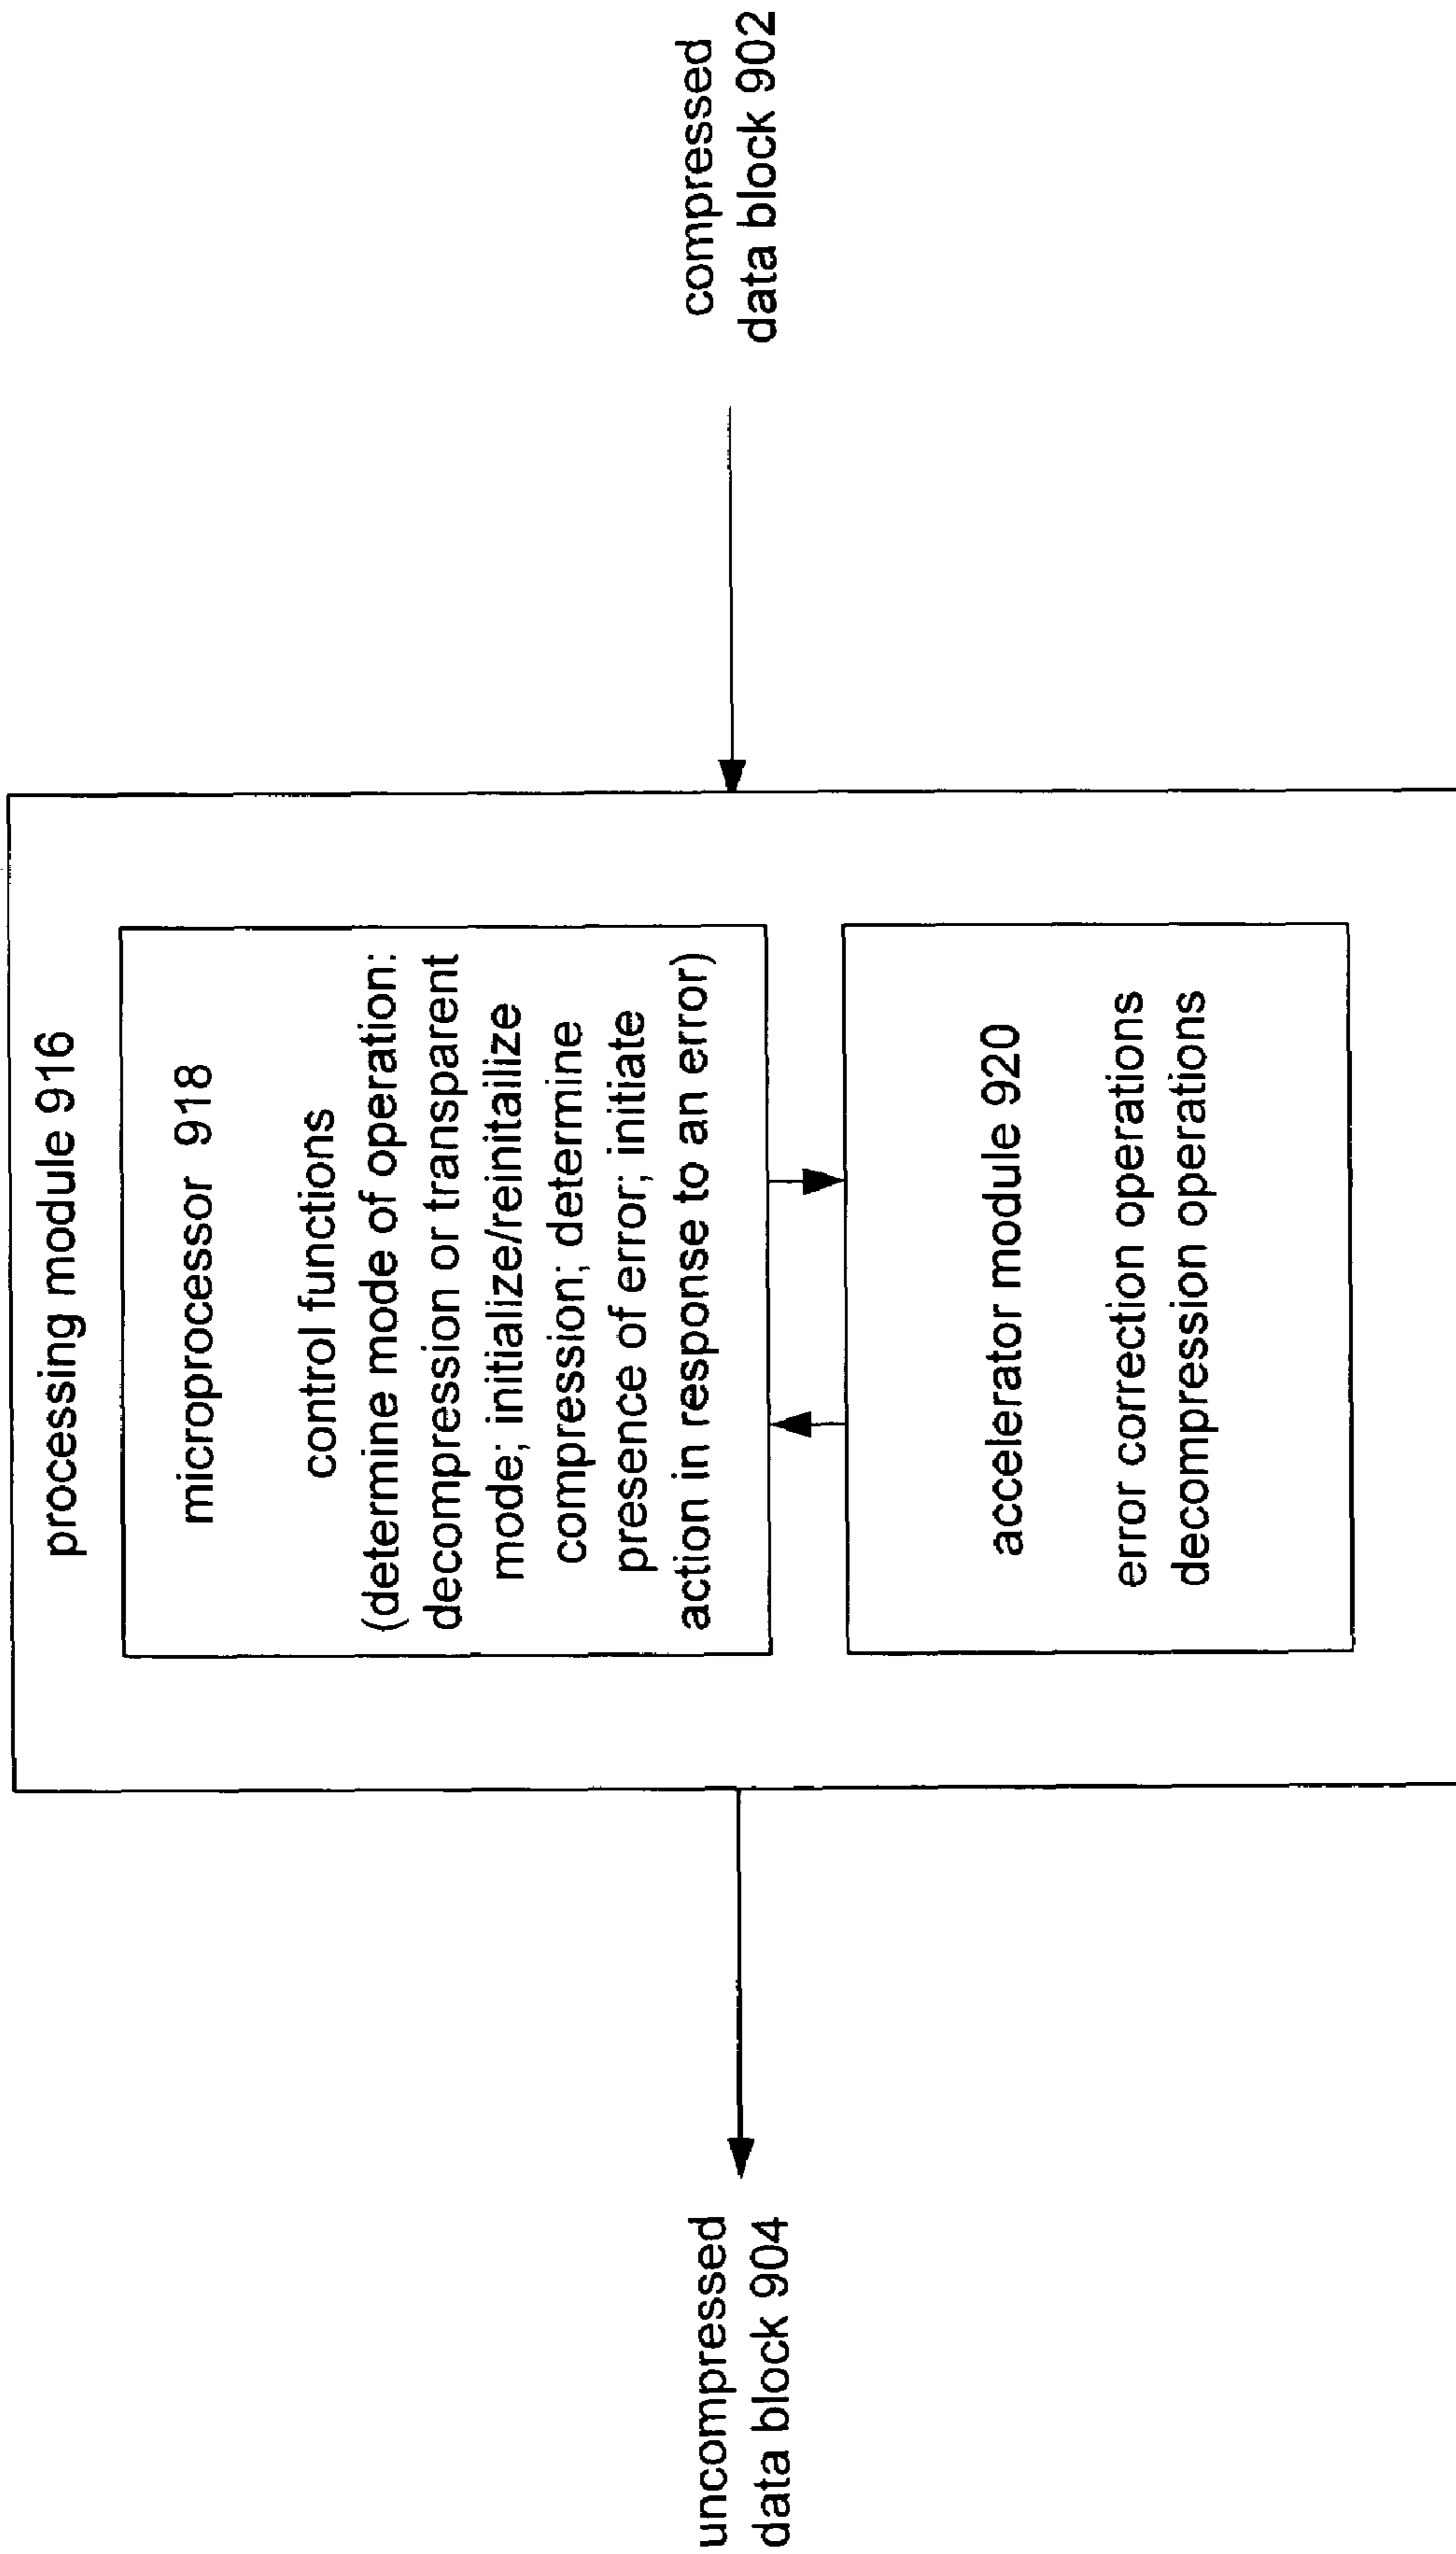 processing module 916
microprocessor 918
control functions
(determine mode of operation:
decompression or transparent
mode; initialize/reinitailize
compression; determine
presence of error; initiate
action in response to an error)
accelerator module 920
error correction operations
decompression operations
uncompressed
data block 904
compressed
data block 902